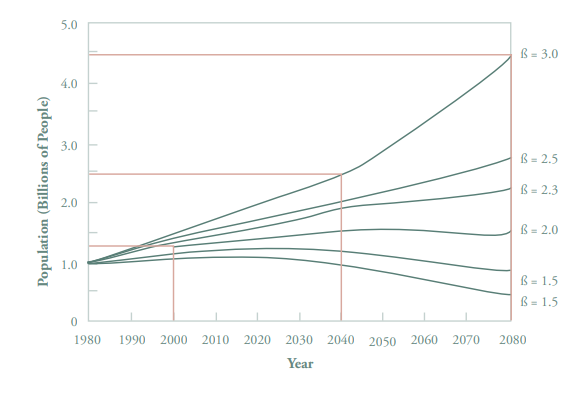 5.0
4.0
3.0
2.0
1.0
0
Population (Billions of People)
ß = 3.0
ß = 2.5
ß = 2.3
ß = 2.0
ß = 1.5
ß = 1.5
1980 1990 2000 2010 2020 2030 2040 2050 2060 2070 2080
Year